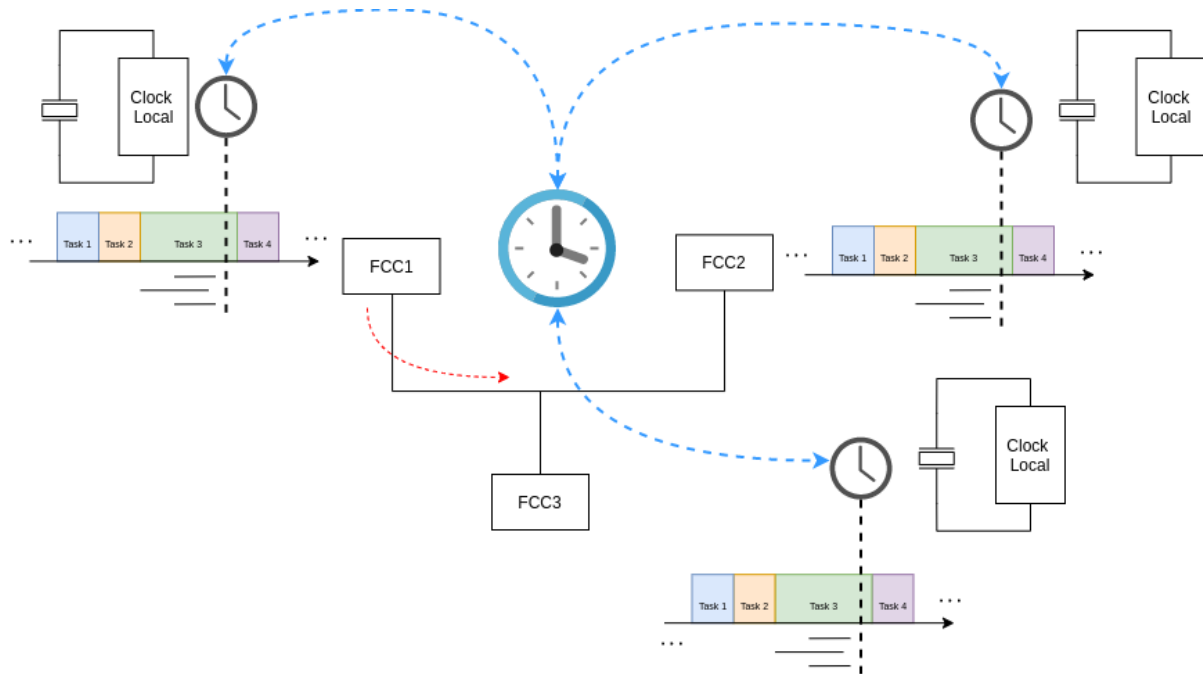 Clock
Local
Clock
Local
... Task 1 Task 2 Task 3 Task 4 ...
FCC1
FCC2
... Task 1 Task 2 Task 3 Task 4 ...
Clock
Local
FCC3
Task 1 Task 2 Task 3 Task 4 ...
...